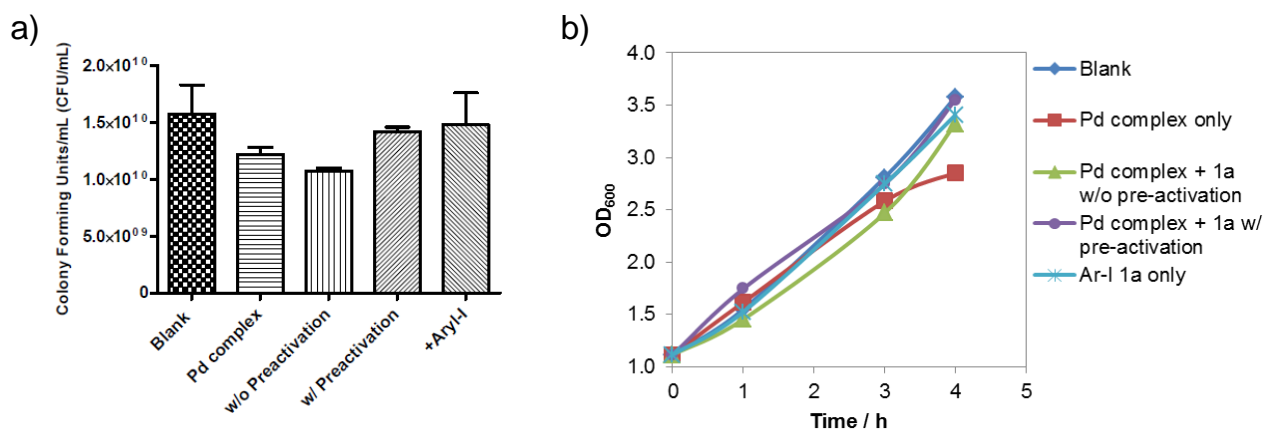 a)
Colony Forming Units/mL (CFU/mL)
2.0×10¹⁰
1.5×10¹⁰
1.0×10¹⁰
5.0×10⁰⁹
0
Blank
Pd complex
w/o Preactivation
w/ Preactivation
+Aryl-I
b)
OD₆₀₀
4.0
3.5
3.0
2.5
2.0
1.5
1.0
0 1 2 3 4 5
Time / h
Blank
Pd complex only
Pd complex + 1a
w/o pre-activation
Pd complex + 1a w/
pre-activation
Ar-I 1a only